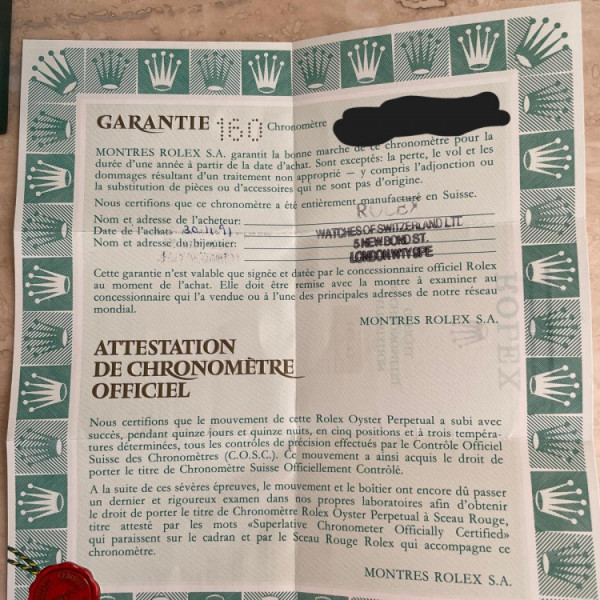 GARANTIE 160 Chronomètre
MONTRES ROLEX S.A. garantit la bonne marche de ce chronomètre pour la
durée d'une année à partir de la date d'achat. Sont exceptés: la perte, le vol et les
dommages résultant d'un traitement non approprié – y compris l'adjonction ou
la substitution de pièces ou d'accessoires qui ne sont pas d'origine.
Nous certifions que ce chronomètre a été entièrement manufacturé en Suisse.
ROLEX
Nom et adresse de l'acheteur:
Date de l'achat: 30.11.91
WATCHES OF SWITZERLAND LTT.
Nom et adresse du bijoutier:
5 NEW BOND ST.
LONDON W1Y 9PE
Cette garantie n'est valable que signée et datée par le concessionnaire officiel Rolex
au moment de l'achat. Elle doit être remise avec la montre à examiner au
concessionnaire qui l'a vendue ou à l'une des principales adresses de notre réseau
mondial.
MONTRES ROLEX S.A.
ATTESTATION
DE CHRONOMÈTRE
OFFICIEL
Nous certifions que le mouvement de cette Rolex Oyster Perpetual a subi avec
succès, pendant quinze jours et quinze nuits, en cinq positions et à trois tempéra-
tures déterminées, tous les contrôles de précision effectués par le Contrôle Officiel
Suisse des Chronomètres (C.O.S.C.). Ce mouvement a ainsi acquis le droit de
porter le titre de Chronomètre Suisse Officiellement Contrôlé.
A la suite de ces sévères épreuves, le mouvement et le boîtier ont encore dû passer
un dernier et rigoureux examen dans nos propres laboratoires afin d'obtenir
le droit de porter le titre de Chronomètre Rolex Oyster Perpetual à Sceau Rouge,
titre attesté par les mots «Superlative Chronometer Officially Certified»
qui paraissent sur le cadran et par le Sceau Rouge Rolex qui accompagne ce
chronomètre.
MONTRES ROLEX S.A.
ROLEX